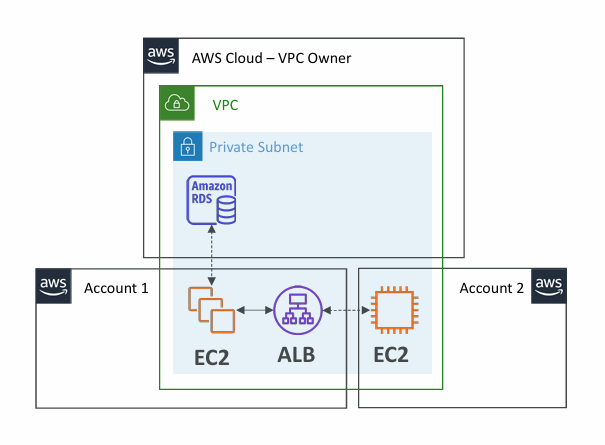 aws
AWS Cloud – VPC Owner
VPC
Private Subnet
Amazon
RDS
aws
Account 1
Account 2
aws
EC2
ALB
EC2